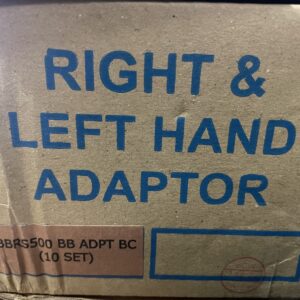 RIGHT &
LEFT HAND
ADAPTOR
BBRS500 BB ADPT BC
(10 SET)